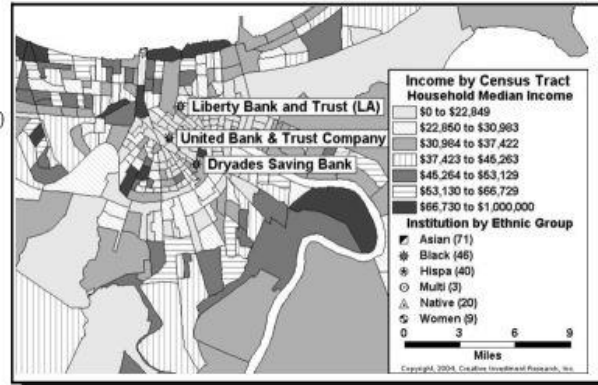 )
Liberty Bank and Trust (LA)
United Bank & Trust Company
Dryades Saving Bank
Income by Census Tract
Household Median Income
$0 to $22,849
$22,850 to $30,983
$30,984 to $37,422
$37,423 to $45,263
$45,264 to $53,129
$53,130 to $66,729
$66,730 to $1,000,000
Institution by Ethnic Group
Asian (71)
Black (46)
Hispa (40)
Multi (3)
Native (20)
Women (9)
0 3 6 9
Miles
Copyright, 2004, Creative Investment Research, Inc.